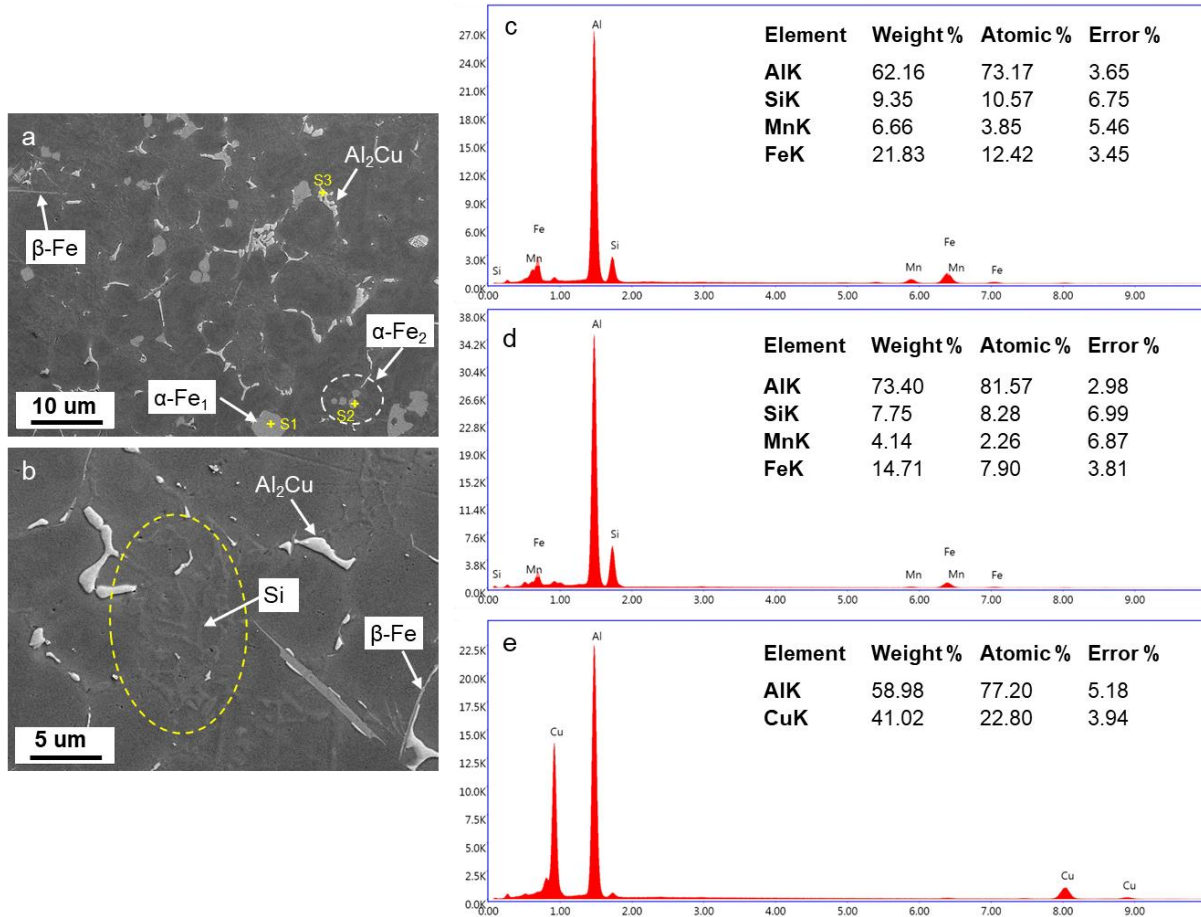 a
S3
Al₂Cu
β-Fe
α-Fe₂
α-Fe₁
S1
S2
10 um
b
Al₂Cu
Si
β-Fe
5 um
c
Element Weight % Atomic % Error %
AlK 62.16 73.17 3.65
SiK 9.35 10.57 6.75
MnK 6.66 3.85 5.46
FeK 21.83 12.42 3.45
27.0K
24.0K
21.0K
18.0K
15.0K
12.0K
9.0K
6.0K
3.0K
0.0K
Al
Fe
Mn
Si
Si
Fe
Mn
Mn
Fe
0.00 1.00 2.00 3.00 4.00 5.00 6.00 7.00 8.00 9.00
d
Element Weight % Atomic % Error %
AlK 73.40 81.57 2.98
SiK 7.75 8.28 6.99
MnK 4.14 2.26 6.87
FeK 14.71 7.90 3.81
38.0K
34.2K
30.4K
26.6K
22.8K
19.0K
15.2K
11.4K
7.6K
3.8K
0.0K
Al
Fe
Mn
Si
Si
Fe
Mn
Mn
Fe
0.00 1.00 2.00 3.00 4.00 5.00 6.00 7.00 8.00 9.00
e
Element Weight % Atomic % Error %
AlK 58.98 77.20 5.18
CuK 41.02 22.80 3.94
22.5K
20.0K
17.5K
15.0K
12.5K
10.0K
7.5K
5.0K
2.5K
0.0K
Al
Cu
Cu
Cu
0.00 1.00 2.00 3.00 4.00 5.00 6.00 7.00 8.00 9.00